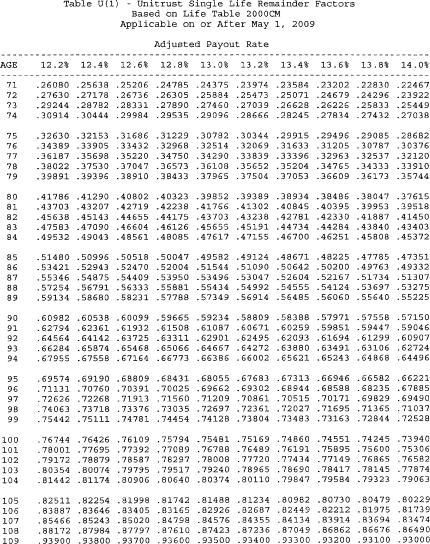 Table U(1) - Unitrust Single Life Remainder Factors
Based on Life Table 2000CM
Applicable on or After May 1, 2009
Adjusted Payout Rate
AGE 12.2% 12.4% 12.6% 12.8% 13.0% 13.2% 13.4% 13.6% 13.8% 14.0%
71 .26080 .25638 .25206 .24785 .24375 .23974 .23584 .23202 .22830 .22467
72 .27630 .27178 .26736 .26305 .25884 .25473 .25071 .24679 .24296 .23922
73 .29244 .28782 .28331 .27890 .27460 .27039 .26628 .26226 .25833 .25449
74 .30914 .30444 .29984 .29535 .29096 .28666 .28245 .27834 .27432 .27038
75 .32630 .32153 .31686 .31229 .30782 .30344 .29915 .29496 .29085 .28682
76 .34389 .33905 .33432 .32968 .32514 .32069 .31633 .31205 .30787 .30376
77 .36187 .35698 .35220 .34750 .34290 .33839 .33396 .32963 .32537 .32120
78 .38022 .37530 .37047 .36573 .36108 .35652 .35204 .34765 .34333 .33910
79 .39891 .39396 .38910 .38433 .37965 .37504 .37053 .36609 .36173 .35744
80 .41786 .41290 .40802 .40323 .39852 .39389 .38934 .38486 .38047 .37615
81 .43703 .43207 .42719 .42238 .41766 .41302 .40845 .40395 .39953 .39518
82 .45638 .45143 .44655 .44175 .43703 .43238 .42781 .42330 .41887 .41450
83 .47583 .47090 .46604 .46126 .45655 .45191 .44734 .44284 .43840 .43403
84 .49532 .49043 .48561 .48085 .47617 .47155 .46700 .46251 .45808 .45372
85 .51480 .50996 .50518 .50047 .49582 .49124 .48671 .48225 .47785 .47351
86 .53421 .52943 .52470 .52004 .51544 .51090 .50642 .50200 .49763 .49332
87 .55346 .54875 .54409 .53950 .53496 .53047 .52604 .52167 .51734 .51307
88 .57254 .56791 .56333 .55881 .55434 .54992 .54555 .54124 .53697 .53275
89 .59134 .58680 .58231 .57788 .57349 .56914 .56485 .56060 .55640 .55225
90 .60982 .60538 .60099 .59665 .59234 .58809 .58388 .57971 .57558 .57150
91 .62794 .62361 .61932 .61508 .61087 .60671 .60259 .59851 .59447 .59046
92 .64564 .64142 .63725 .63311 .62901 .62495 .62093 .61694 .61299 .60907
93 .66284 .65874 .65468 .65066 .64667 .64272 .63880 .63491 .63106 .62724
94 .67955 .67558 .67164 .66773 .66386 .66002 .65621 .65243 .64868 .64496
95 .69574 .69190 .68809 .68431 .68055 .67683 .67313 .66946 .66582 .66221
96 .71131 .70760 .70391 .70025 .69662 .69302 .68944 .68588 .68235 .67885
97 .72626 .72268 .71913 .71560 .71209 .70861 .70515 .70171 .69829 .69490
98 .74063 .73718 .73376 .73035 .72697 .72361 .72027 .71695 .71365 .71037
99 .75442 .75111 .74781 .74454 .74128 .73804 .73483 .73163 .72844 .72528
100 .76744 .76426 .76109 .75794 .75481 .75169 .74860 .74551 .74245 .73940
101 .78001 .77695 .77392 .77089 .76788 .76489 .76191 .75895 .75600 .75306
102 .79172 .78879 .78587 .78297 .78008 .77720 .77434 .77149 .76865 .76582
103 .80354 .80074 .79795 .79517 .79240 .78965 .78690 .78417 .78145 .77874
104 .81442 .81174 .80906 .80640 .80374 .80110 .79847 .79584 .79323 .79063
105 .82511 .82254 .81998 .81742 .81488 .81234 .80982 .80730 .80479 .80229
106 .83887 .83646 .83405 .83165 .82926 .82687 .82449 .82212 .81975 .81739
107 .85466 .85243 .85020 .84798 .84576 .84355 .84134 .83914 .83694 .83474
108 .88172 .87984 .87797 .87610 .87423 .87236 .87049 .86862 .86676 .86490
109 .93900 .93800 .93700 .93600 .93500 .93400 .93300 .93200 .93100 .93000